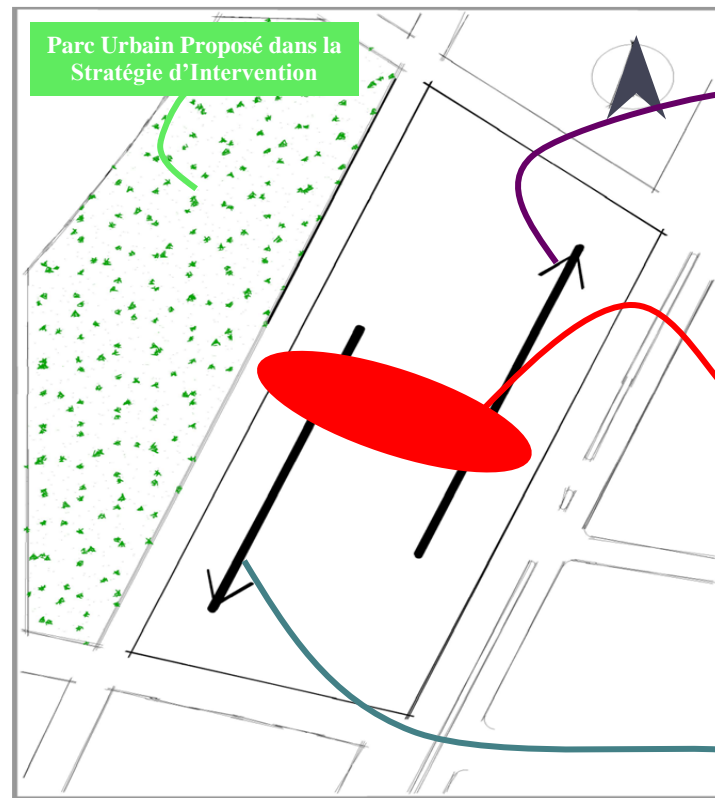 Parc Urbain Proposé dans la
Stratégie d’Intervention